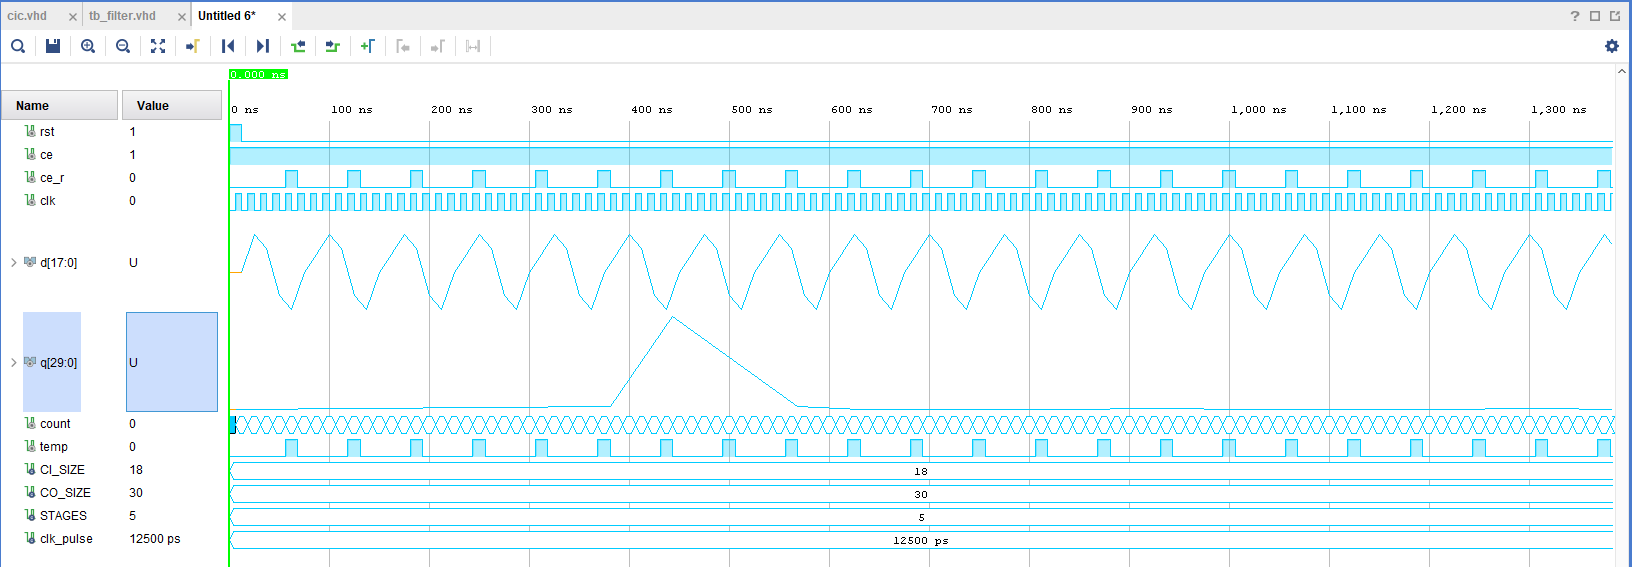 cic.vhd tb_filter.vhd Untitled 6*
0.000 ns
Name Value
0 ns 100 ns 200 ns 300 ns 400 ns 500 ns 600 ns 700 ns 800 ns 900 ns 1,000 ns 1,100 ns 1,200 ns 1,300 ns
rst 1
ce 1
ce_r 0
clk 0
d[17:0] U
q[29:0] U
count 0
temp 0
CI_SIZE 18 18
CO_SIZE 30 30
STAGES 5 5
clk_pulse 12500 ps 12500 ps